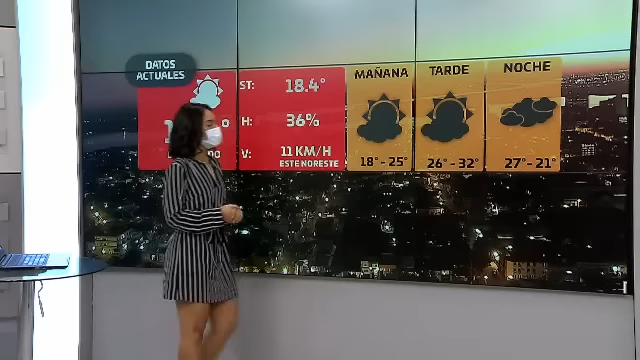 DATOS
ACTUALES
ST: 18.4°
H: 36%
V: 11 KM/H
ESTE NORESTE
MAÑANA
18° - 25°
TARDE
26° - 32°
NOCHE
27° - 21°